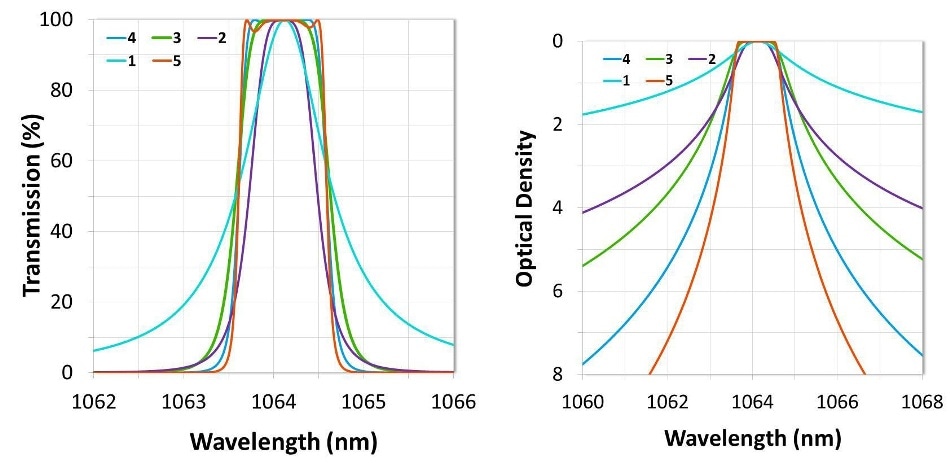 100
80
60
40
20
0
Transmission (%)
4 3 2
1 5
1062 1063 1064 1065 1066
Wavelength (nm)
0
2
4
6
8
Optical Density
4 3 2
1 5
1060 1062 1064 1066 1068
Wavelength (nm)